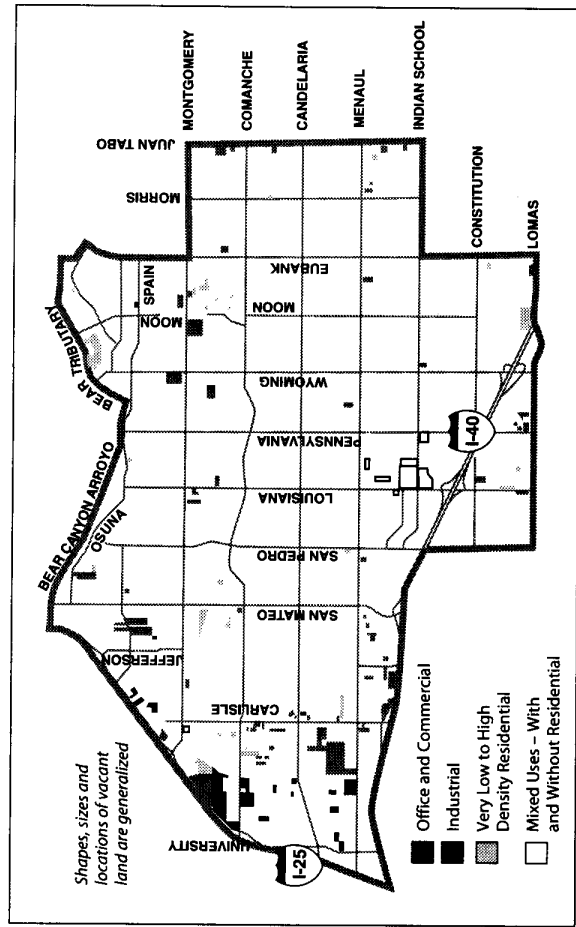 Shapes, sizes and
locations of vacant
land are generalized
BEAR TRIBUTARY
BEAR CANYON ARROYO
OSUNA
SPAIN
MOON
MOON
JEFFERSON
JUAN TABO
MORRIS
EUBANK
WYOMING
PENNSYLVANIA
LOUISIANA
SAN PEDRO
SAN MATEO
CARLISLE
UNIVERSITY
I-25
I-40
MONTGOMERY
COMANCHE
CANDELARIA
MENAUL
INDIAN SCHOOL
CONSTITUTION
LOMAS
Office and Commercial
Industrial
Very Low to High
Density Residential
Mixed Uses – With
and Without Residential